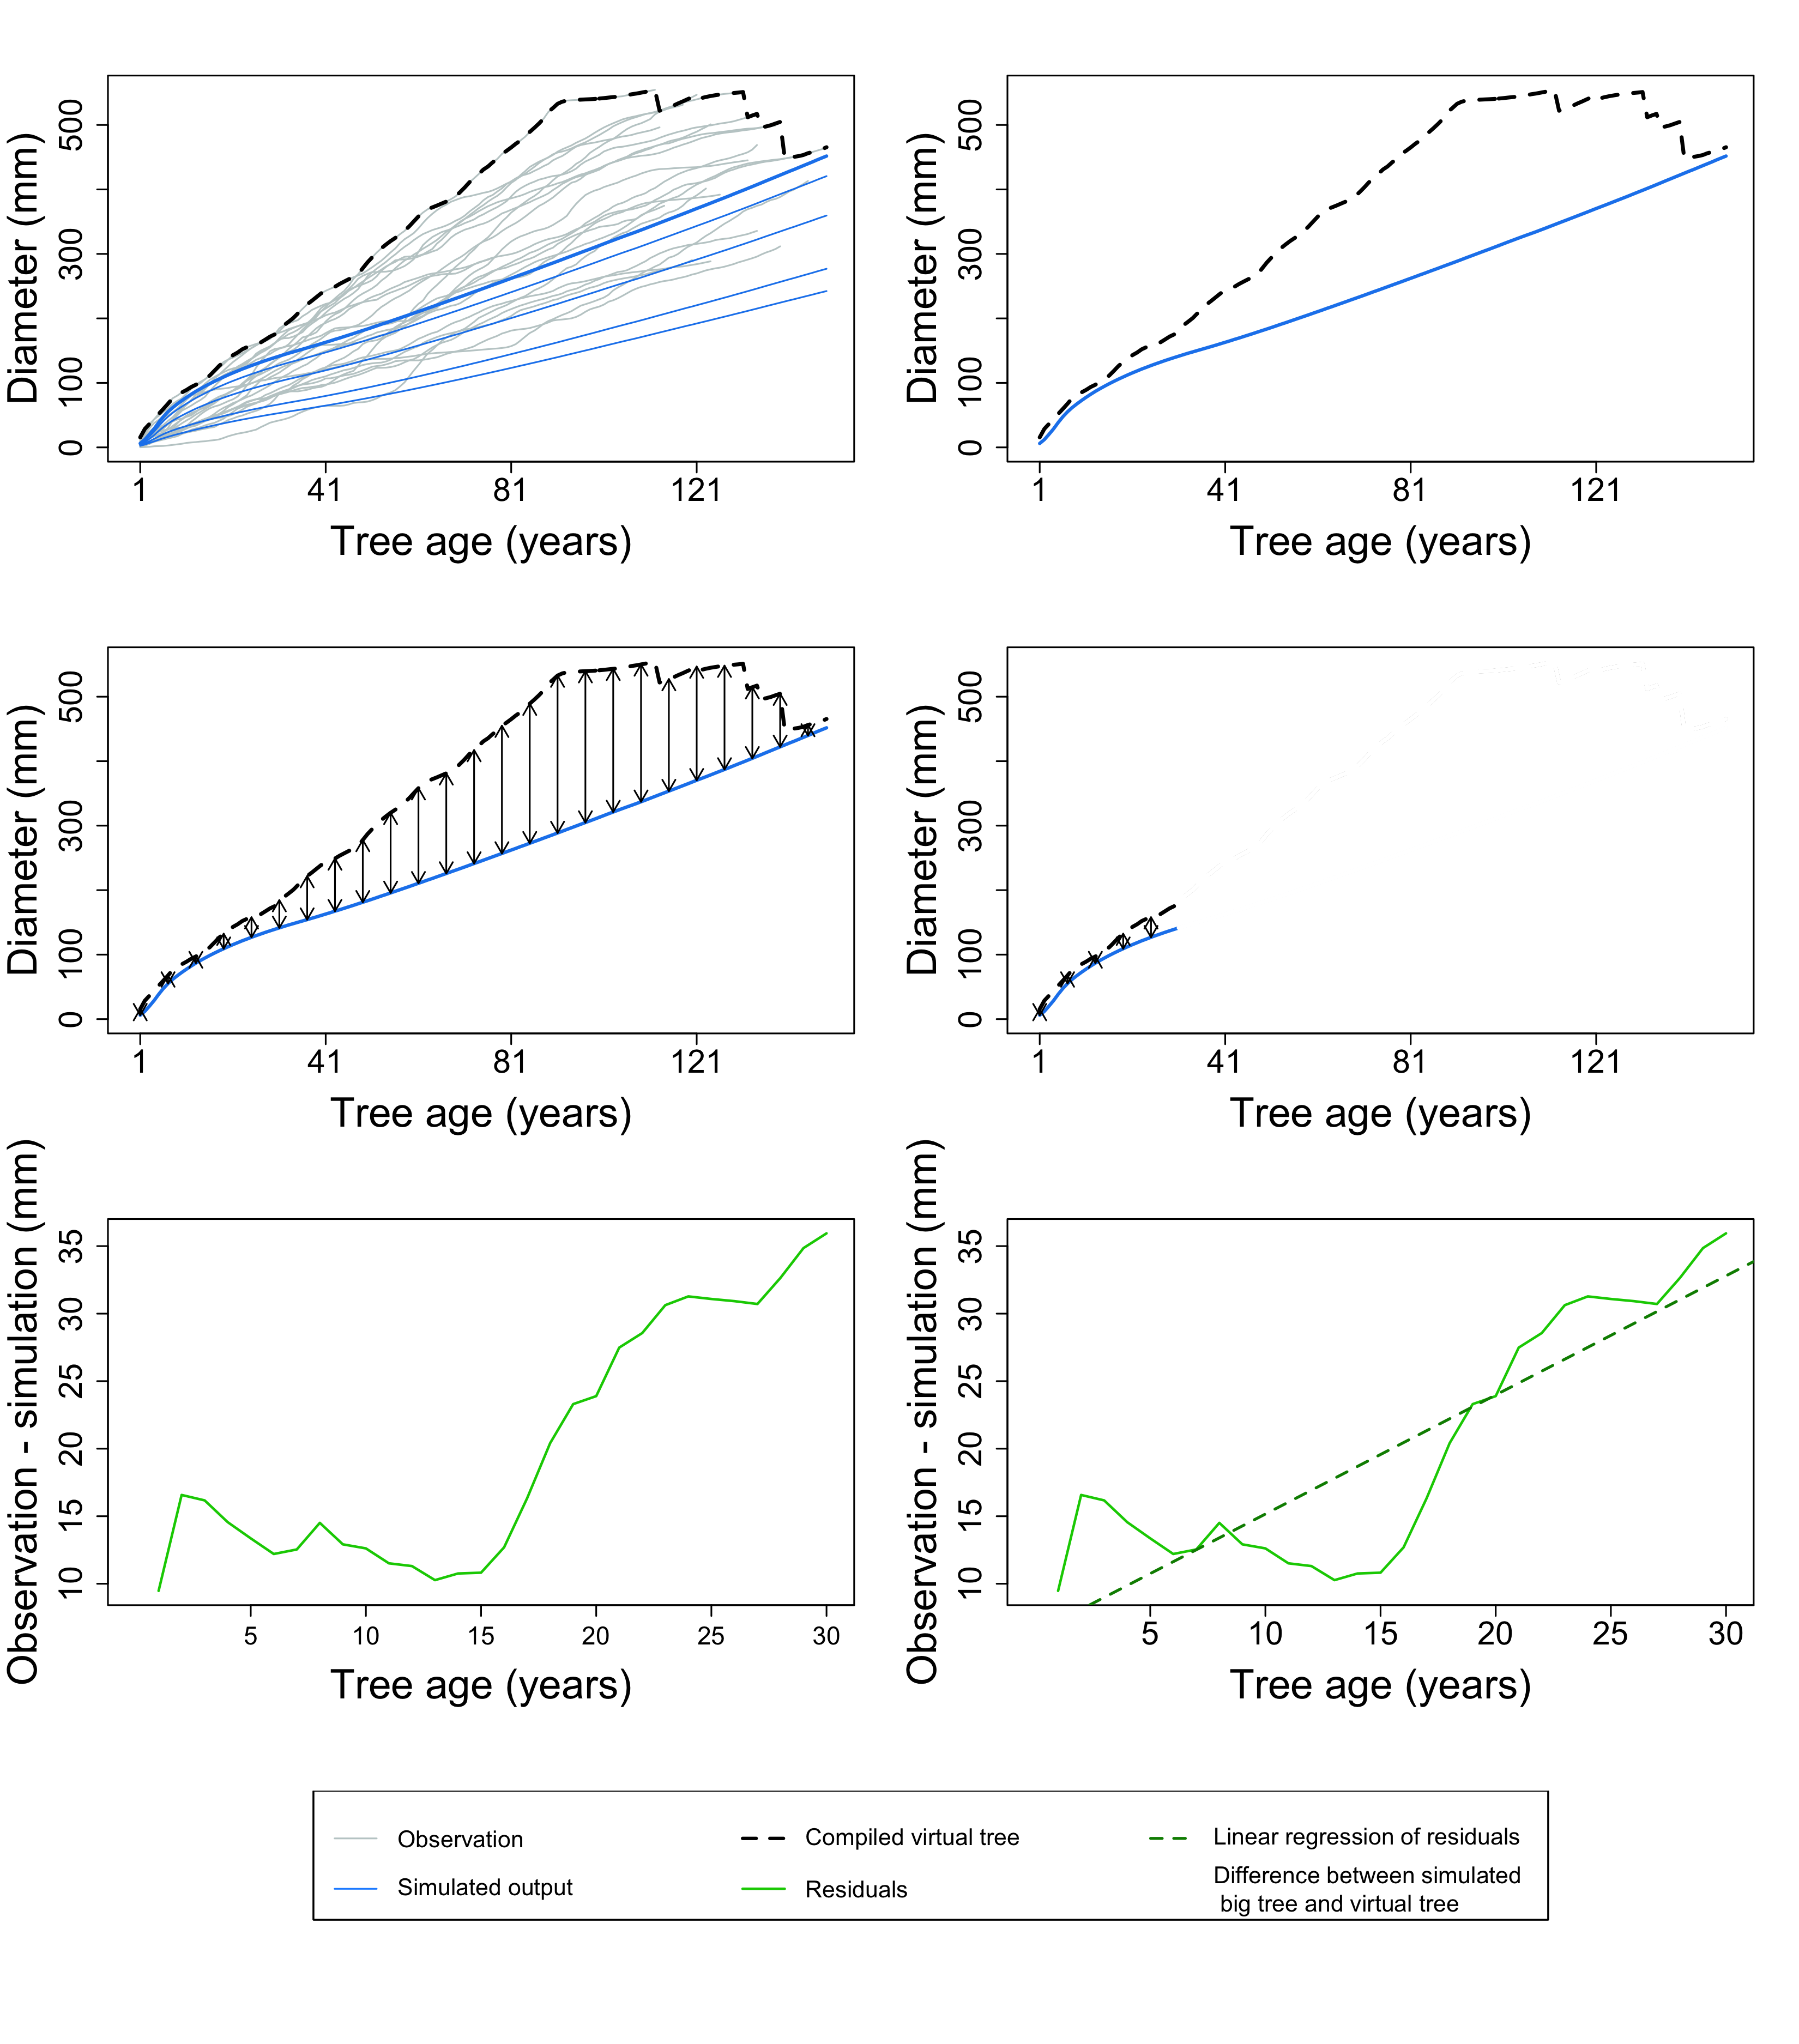 Diameter (mm)
0
100
300
500
1
41
81
121
Tree age (years)
Diameter (mm)
0
100
300
500
1
41
81
121
Tree age (years)
Diameter (mm)
0
100
300
500
1
41
81
121
Tree age (years)
Diameter (mm)
0
100
300
500
1
41
81
121
Tree age (years)
Observation - simulation (mm)
10
15
20
25
30
35
5
10
15
20
25
30
Tree age (years)
Observation - simulation (mm)
10
15
20
25
30
35
5
10
15
20
25
30
Tree age (years)
Observation
Simulated output
Compiled virtual tree
Residuals
Linear regression of residuals
Difference between simulated
big tree and virtual tree